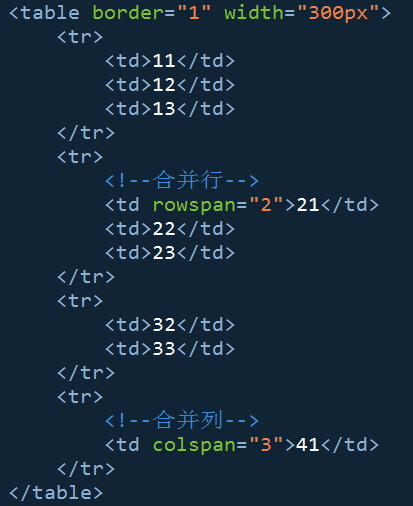 <table border="1" width="300px">
    <tr>
        <td>11</td>
        <td>12</td>
        <td>13</td>
    </tr>
    <tr>
        <!--合并行-->
        <td rowspan="2">21</td>
        <td>22</td>
        <td>23</td>
    </tr>
    <tr>
        <td>32</td>
        <td>33</td>
    </tr>
    <tr>
        <!--合并列-->
        <td colspan="3">41</td>
    </tr>
</table>